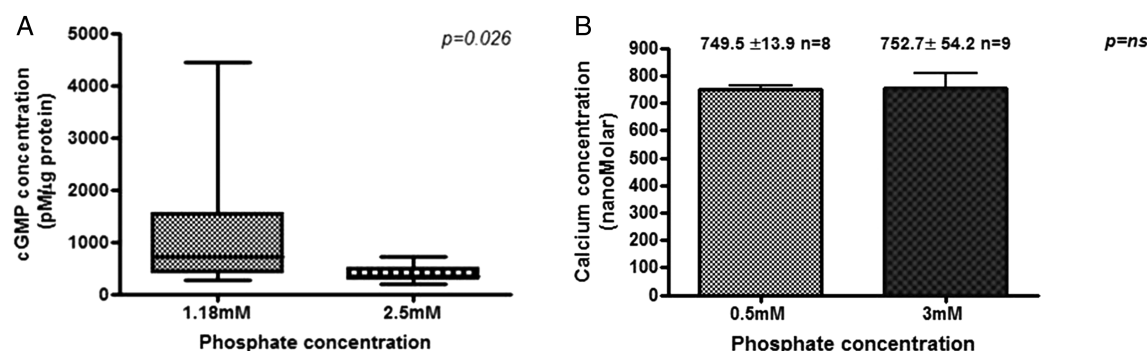 A
p=0.026
cGMP concentration
(pM/µg protein)
5000
4000
3000
2000
1000
0
1.18mM 2.5mM
Phosphate concentration
B
749.5 ±13.9 n=8 752.7± 54.2 n=9 p=ns
Calcium concentration
(nanoMolar)
900
800
700
600
500
400
300
200
100
0
0.5mM 3mM
Phosphate concentration